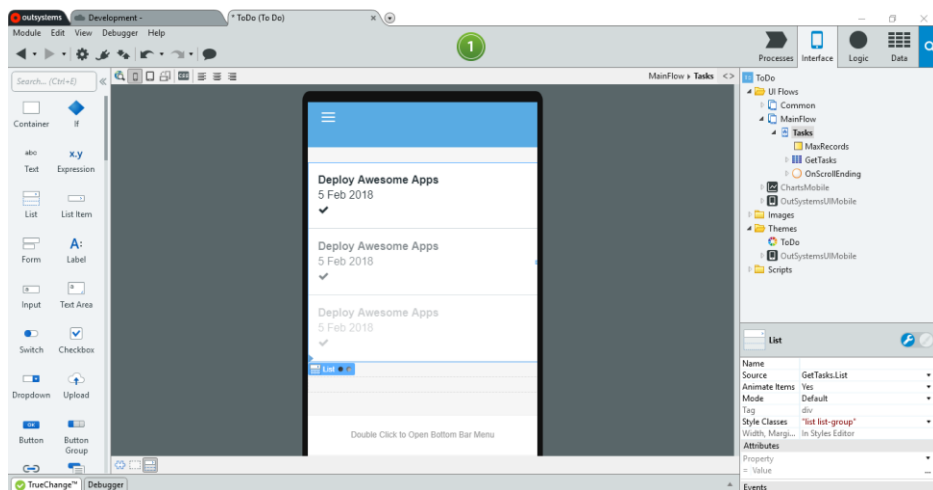 outsystems
Development -
* ToDo (To Do)
Module Edit View Debugger Help
1
Processes
Interface
Logic
Data
Search... (Ctrl+E)
MainFlow ▸ Tasks
Container
If
abc
Text
x.y
Expression
List
List Item
Form
A:
Label
Input
Text Area
Switch
Checkbox
Dropdown
Upload
OK
Button
Button Group
Deploy Awesome Apps
5 Feb 2018
Deploy Awesome Apps
5 Feb 2018
Deploy Awesome Apps
5 Feb 2018
List
Double Click to Open Bottom Bar Menu
ToDo
UI Flows
Common
MainFlow
Tasks
MaxRecords
GetTasks
OnScrollEnding
ChartsMobile
OutSystemsUIMobile
Images
Themes
ToDo
OutSystemsUIMobile
Scripts
List
Name
Source GetTasks.List
Animate Items Yes
Mode Default
Tag div
Style Classes "list list-group"
Width, Margi... In Styles Editor
Attributes
Property
= Value ...
Events
TrueChange™
Debugger